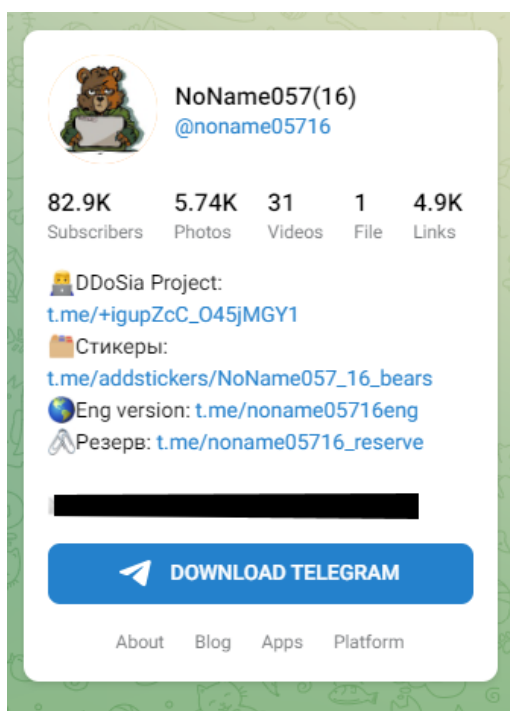 NoName057(16)
@noname05716
82.9K 5.74K 31 1 4.9K
Subscribers Photos Videos File Links
👨‍💻DDoSia Project:
t.me/+igupZcC_O45jMGY1
🗂Стикеры:
t.me/addstickers/NoName057_16_bears
🌎Eng version: t.me/noname05716eng
🖇Резерв: t.me/noname05716_reserve
DOWNLOAD TELEGRAM
About Blog Apps Platform